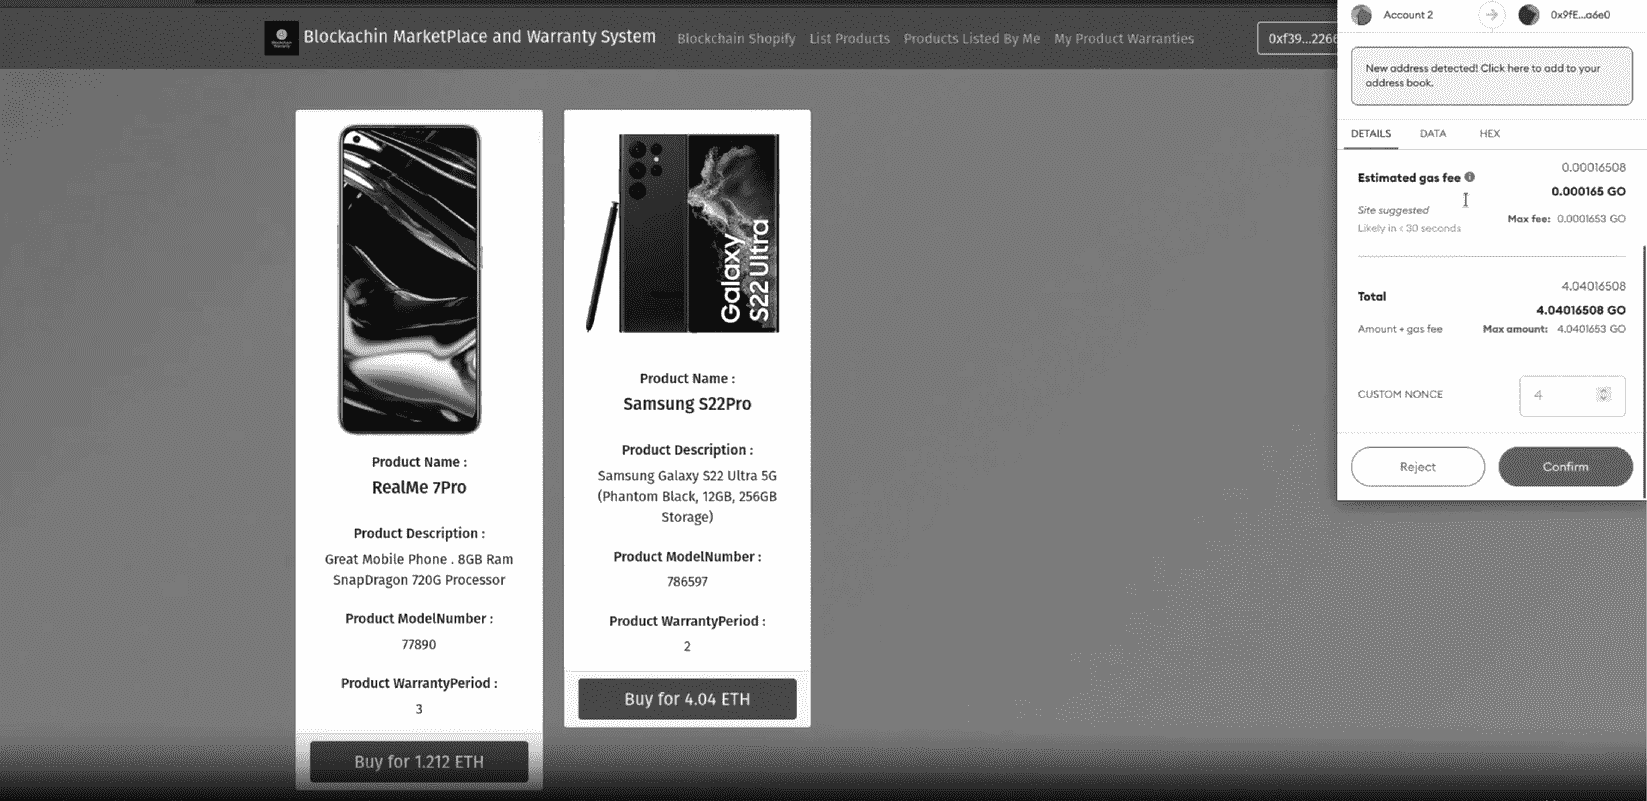 Blockachin MarketPlace and Warranty System
Blockchain Shopify
List Products
Products Listed By Me
My Product Warranties
0xf39...2266
Product Name :
RealMe 7Pro
Product Description :
Great Mobile Phone . 8GB Ram
SnapDragon 720G Processor
Product ModelNumber :
77890
Product WarrantyPeriod :
3
Buy for 1.212 ETH
Galaxy
S22 Ultra
Product Name :
Samsung S22Pro
Product Description :
Samsung Galaxy S22 Ultra 5G
(Phantom Black, 12GB, 256GB
Storage)
Product ModelNumber :
786597
Product WarrantyPeriod :
2
Buy for 4.04 ETH
Account 2
0x9fE...a6e0
New address detected! Click here to add to your
address book.
DETAILS
DATA
HEX
0.00016508
Estimated gas fee
0.000165 GO
Site suggested
Max fee: 0.0001653 GO
Likely in < 30 seconds
4.04016508
Total
4.04016508 GO
Amount + gas fee
Max amount: 4.0401653 GO
CUSTOM NONCE
4
Reject
Confirm